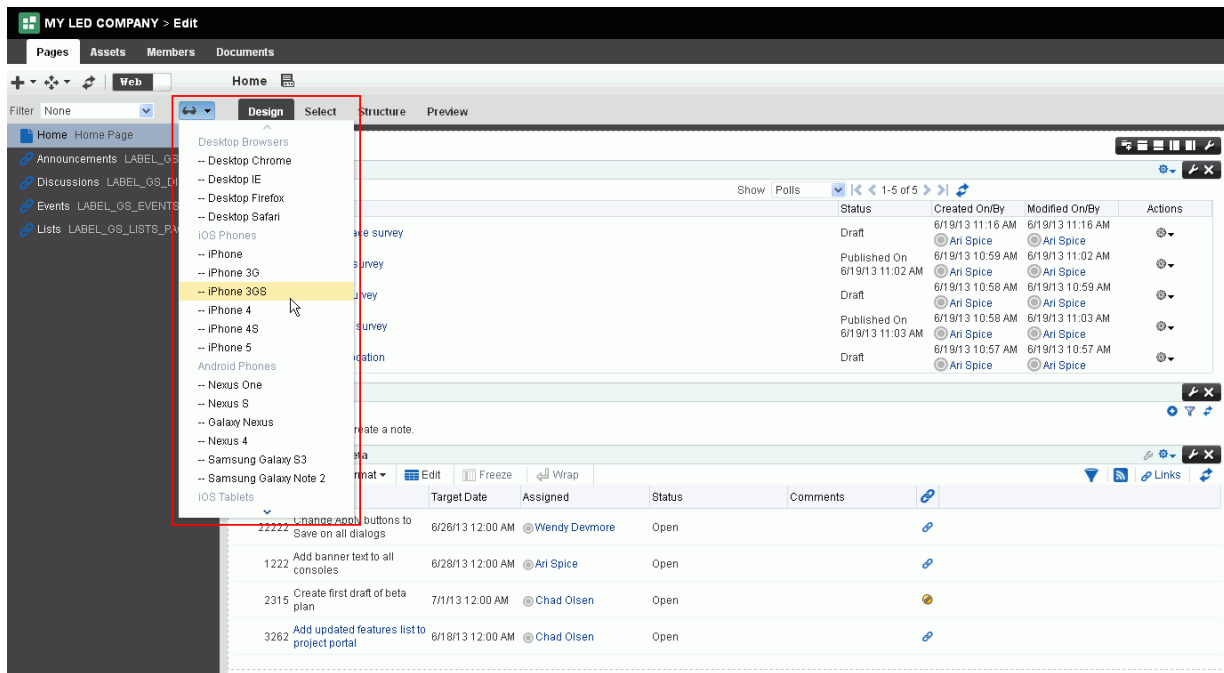 MY LED COMPANY > Edit
Pages Assets Members Documents
Web Home
Filter None Design Select Structure Preview
Home Home Page
Announcements LABEL_GS
Discussions LABEL_GS_DI
Events LABEL_GS_EVENTS
Lists LABEL_GS_LISTS_PA
Desktop Browsers
-- Desktop Chrome
-- Desktop IE
-- Desktop Firefox
-- Desktop Safari
iOS Phones
-- iPhone
-- iPhone 3G
-- iPhone 3GS
-- iPhone 4
-- iPhone 4S
-- iPhone 5
Android Phones
-- Nexus One
-- Nexus S
-- Galaxy Nexus
-- Nexus 4
-- Samsung Galaxy S3
-- Samsung Galaxy Note 2
iOS Tablets
Show Polls 1-5 of 5
Status Created On/By Modified On/By Actions
survey Draft 6/19/13 11:16 AM 6/19/13 11:16 AM
Ari Spice Ari Spice
survey Published On 6/19/13 10:59 AM 6/19/13 11:02 AM
6/19/13 11:02 AM Ari Spice Ari Spice
Draft 6/19/13 10:58 AM 6/19/13 10:59 AM
Ari Spice Ari Spice
survey Published On 6/19/13 10:58 AM 6/19/13 11:03 AM
6/19/13 11:03 AM Ari Spice Ari Spice
Draft 6/19/13 10:57 AM 6/19/13 10:57 AM
Ari Spice Ari Spice
create a note.
Edit Freeze Wrap Links
Target Date Assigned Status Comments
22222 Change Apply buttons to Save on all dialogs 6/26/13 12:00 AM Wendy Devmore Open
1222 Add banner text to all consoles 6/28/13 12:00 AM Ari Spice Open
2315 Create first draft of beta plan 7/1/13 12:00 AM Chad Olsen Open
3262 Add updated features list to project portal 6/18/13 12:00 AM Chad Olsen Open